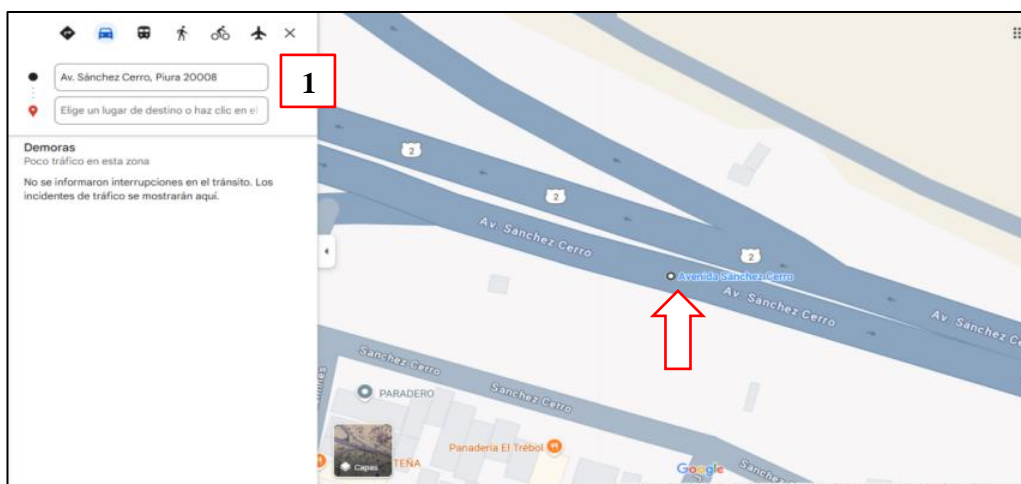 Av. Sánchez Cerro, Piura 20008
1
Elige un lugar de destino o haz clic en el
Demoras
Poco tráfico en esta zona
No se informaron interrupciones en el tránsito. Los
incidentes de tráfico se mostrarán aquí.
2
2
Av. Sánchez Cerro
2
Avenida Sánchez Cerro
Av. Sánchez Cerro
Av. Sánchez
Sanchez Cerro
PARADERO
Sanchez Cerro
Panadería El Trébol
Capas
TEÑA
Google
Sanchez